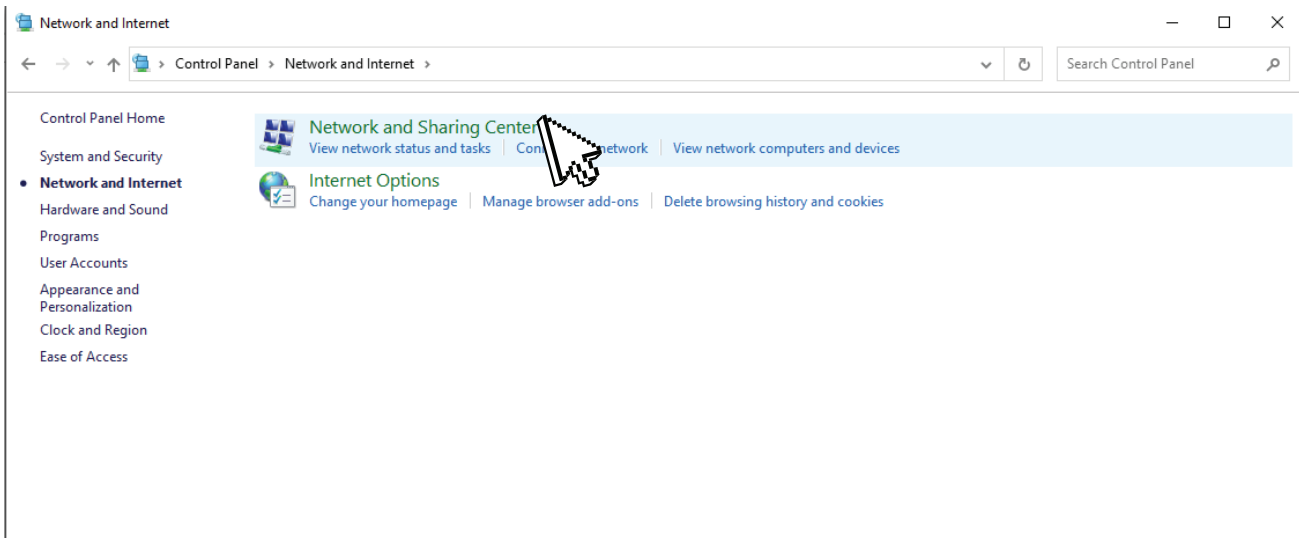 Network and Internet
Control Panel > Network and Internet >
Search Control Panel
Control Panel Home
System and Security
Network and Internet
Hardware and Sound
Programs
User Accounts
Appearance and
Personalization
Clock and Region
Ease of Access
Network and Sharing Center
View network status and tasks network View network computers and devices
Internet Options
Change your homepage Manage browser add-ons Delete browsing history and cookies